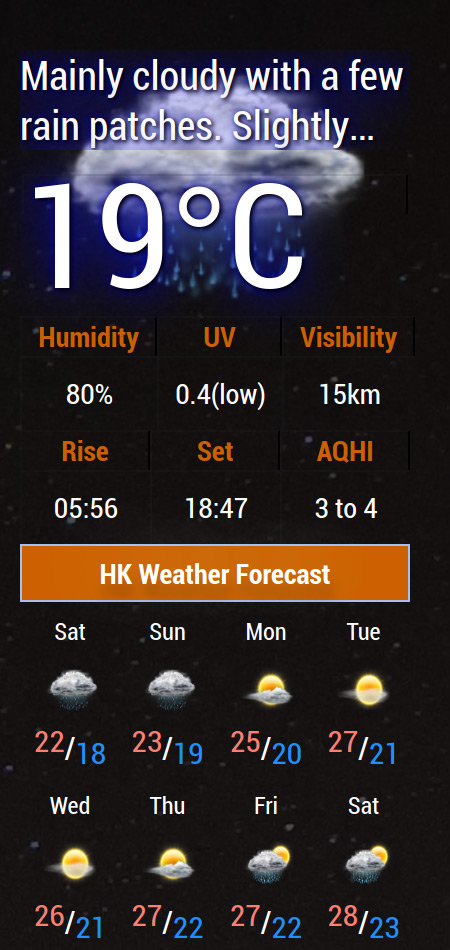 Mainly cloudy with a few
rain patches. Slightly...
19°C
Humidity UV Visibility
80% 0.4(low) 15km
Rise Set AQHI
05:56 18:47 3 to 4
HK Weather Forecast
Sat Sun Mon Tue
22/18 23/19 25/20 27/21
Wed Thu Fri Sat
26/21 27/22 27/22 28/23